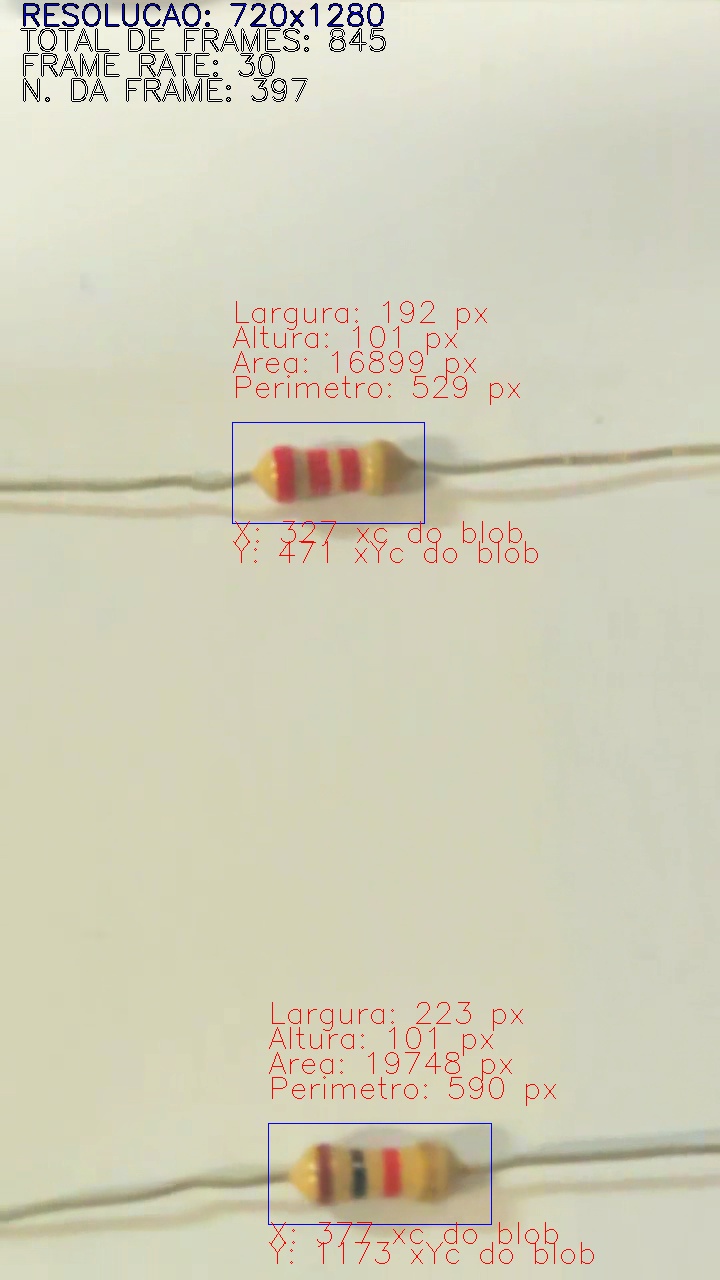 RESOLUCAO: 720x1280
TOTAL DE FRAMES: 845
FRAME RATE: 30
N. DA FRAME: 397
Largura: 192 px
Altura: 101 px
Area: 16899 px
Perimetro: 529 px
X: 327 xc do blob
Y: 471 xYc do blob
Largura: 223 px
Altura: 101 px
Area: 19748 px
Perimetro: 590 px
X: 377 xc do blob
Y: 1173 xYc do blob